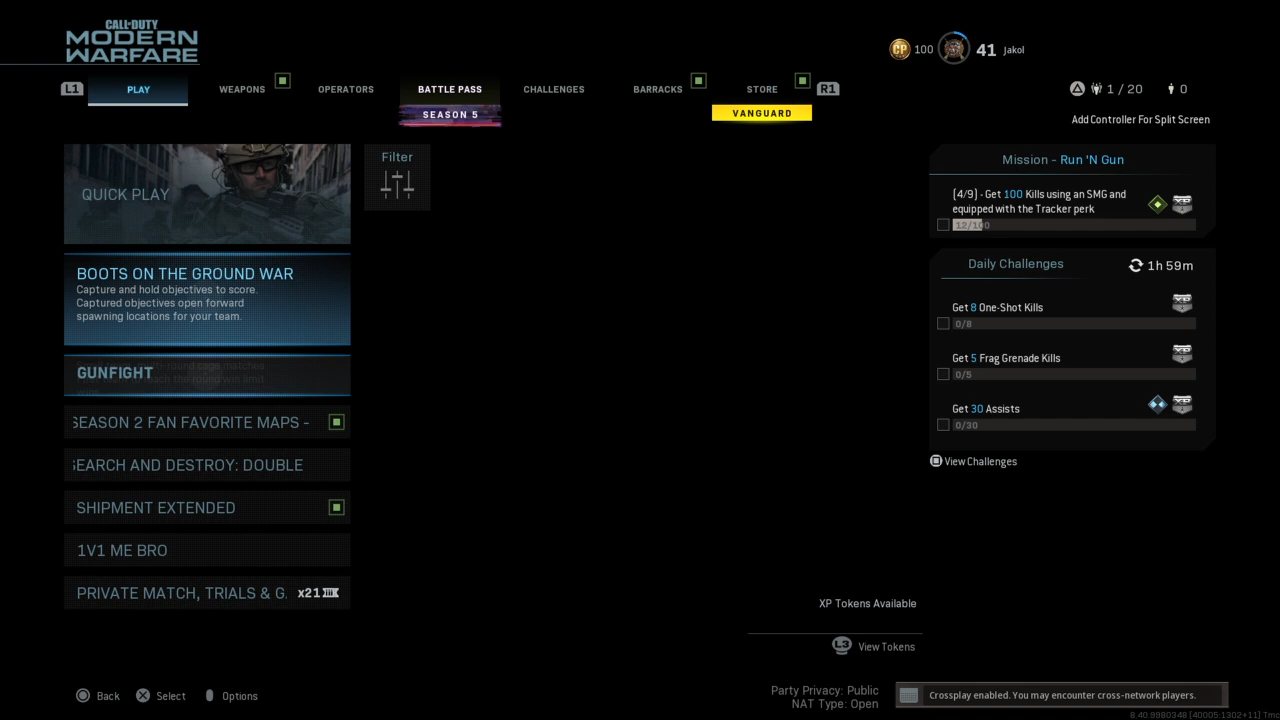 CALL OF DUTY
MODERN
WARFARE
CP 100 41 Jakol
L1 PLAY WEAPONS OPERATORS BATTLE PASS CHALLENGES BARRACKS STORE R1
SEASON 5
VANGUARD
1 / 20 0
Add Controller For Split Screen
QUICK PLAY
Filter
BOOTS ON THE GROUND WAR
Capture and hold objectives to score.
Captured objectives open forward
spawning locations for your team.
GUNFIGHT
SEASON 2 FAN FAVORITE MAPS -
SEARCH AND DESTROY: DOUBLE
SHIPMENT EXTENDED
1V1 ME BRO
PRIVATE MATCH, TRIALS & G. x21
Mission - Run 'N Gun
(4/9) - Get 100 Kills using an SMG and
equipped with the Tracker perk
XP
12/100
Daily Challenges 1h 59m
Get 8 One-Shot Kills XP
0/8
Get 5 Frag Grenade Kills XP
0/5
Get 30 Assists XP
0/30
View Challenges
XP Tokens Available
L3 View Tokens
Back Select Options
Party Privacy: Public
NAT Type: Open
Crossplay enabled. You may encounter cross-network players.